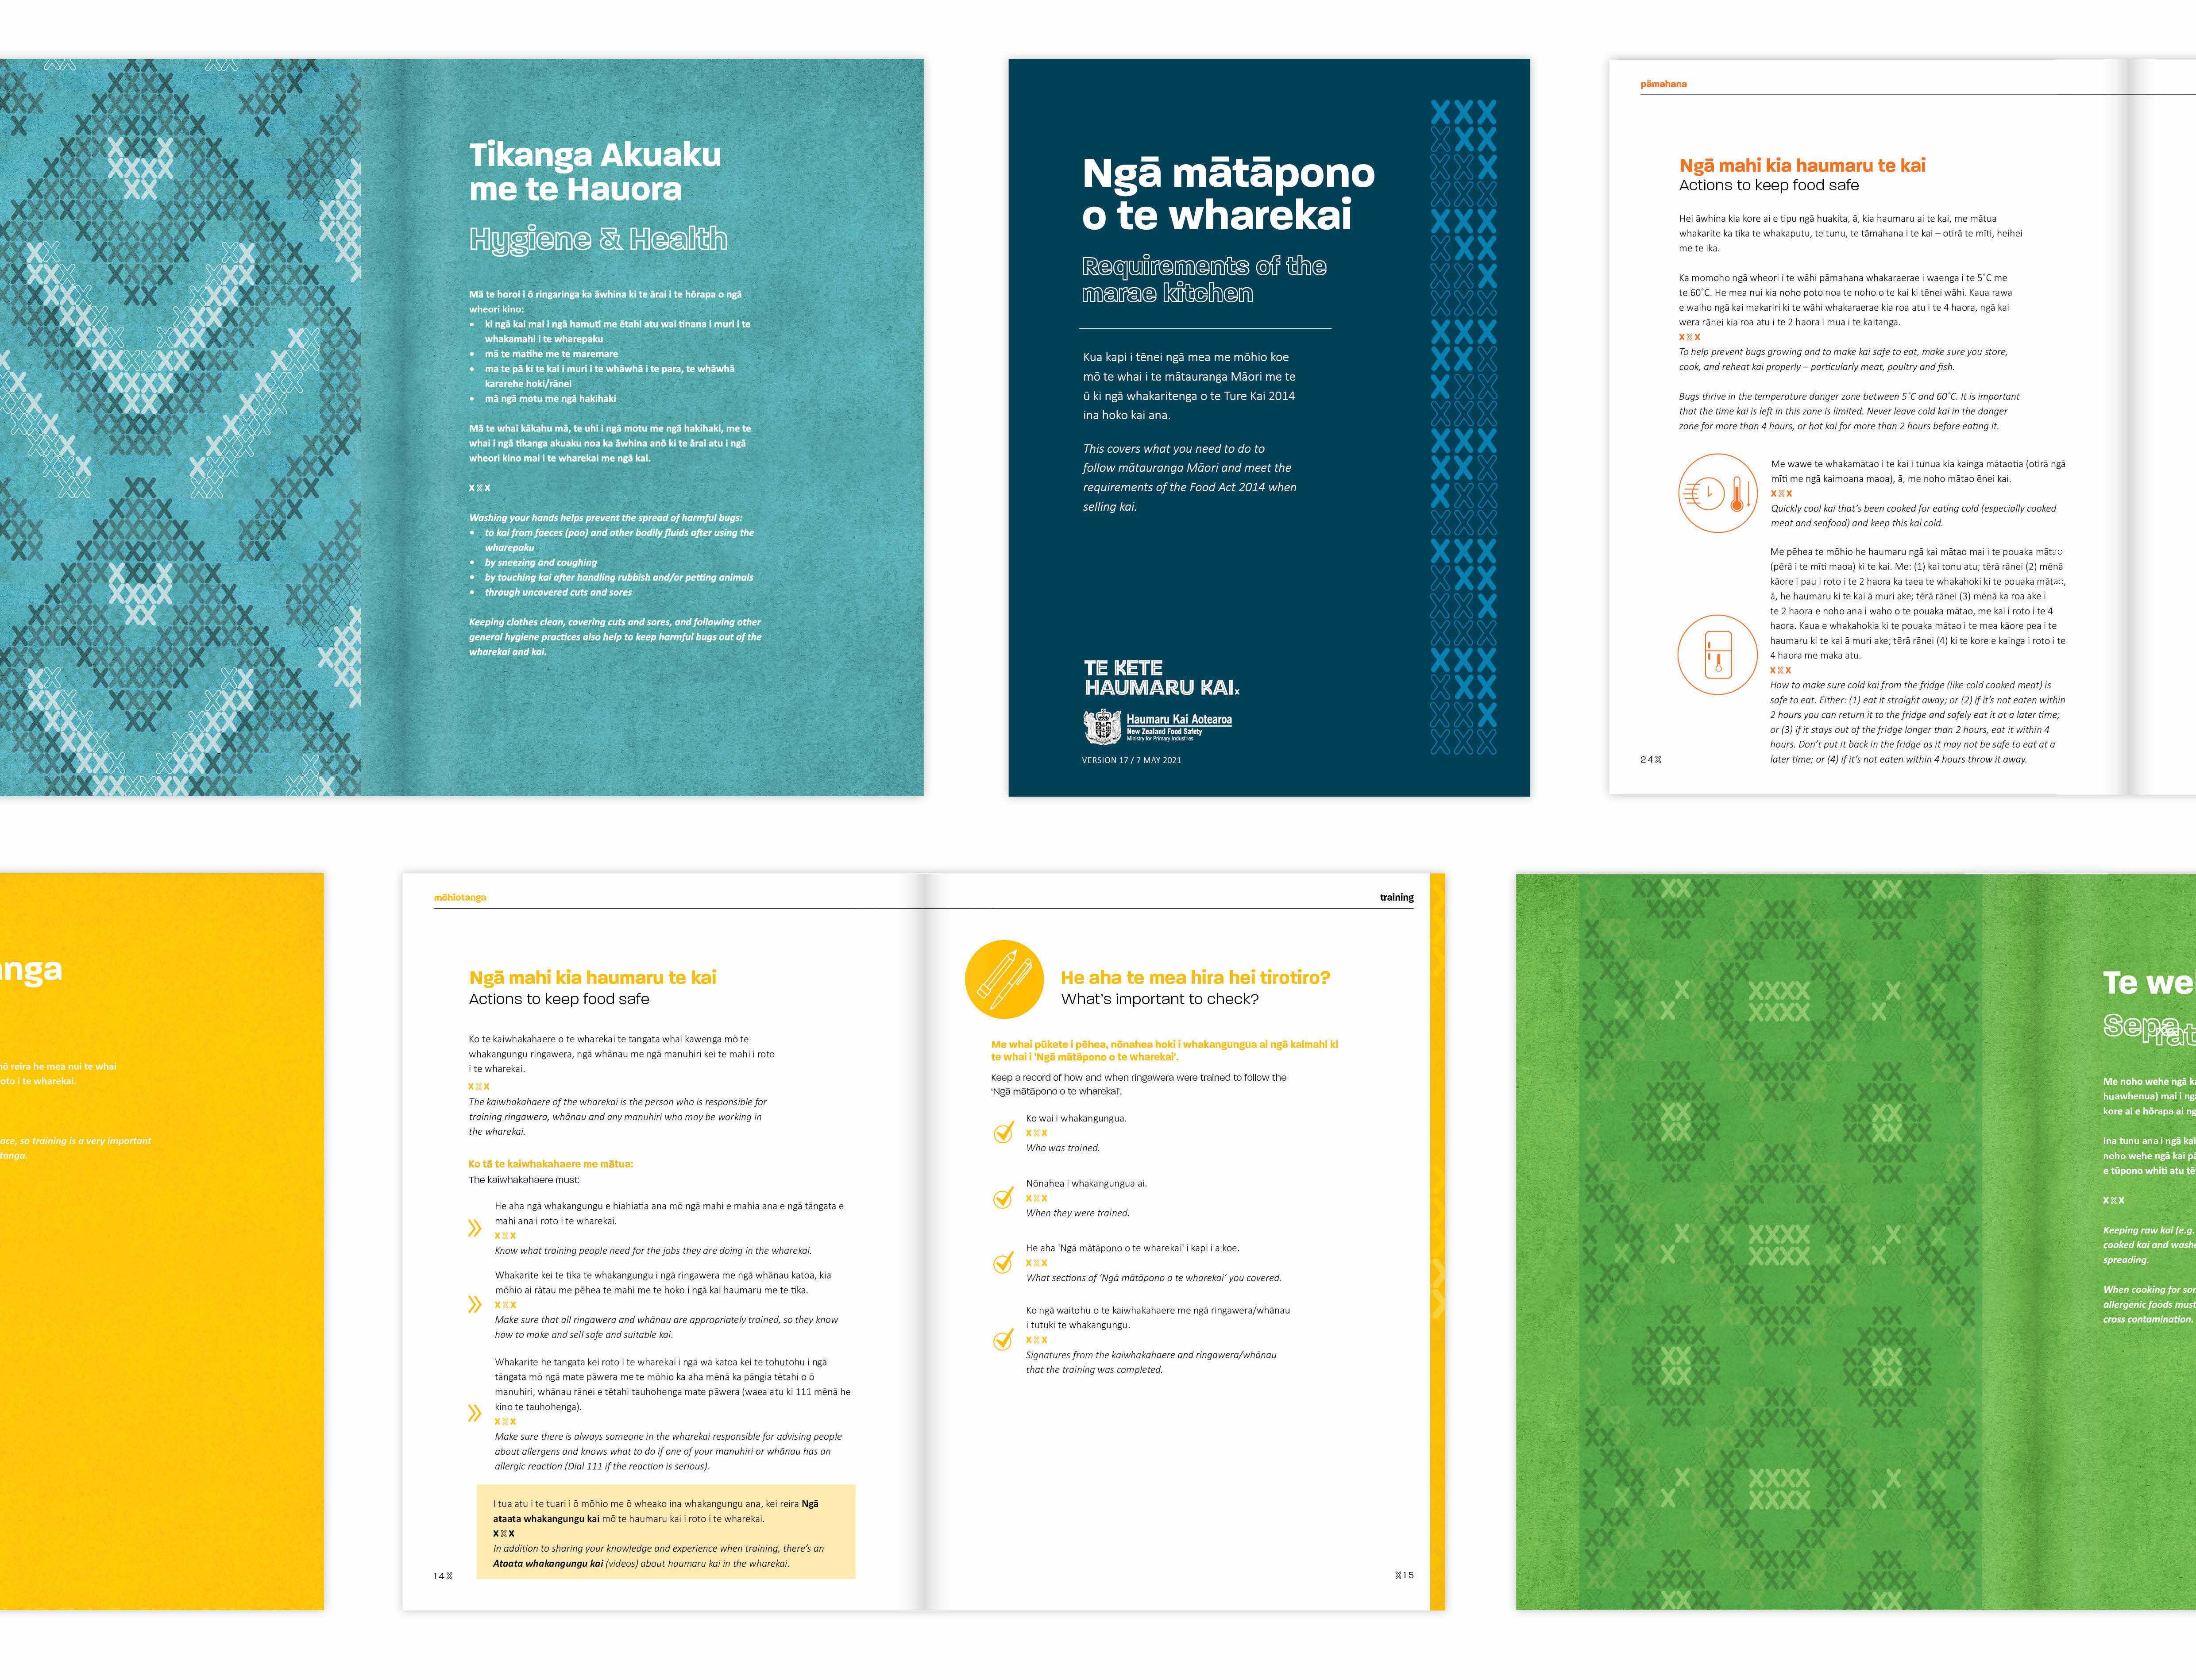 Tikanga Akuaku
me te Hauora
Hygiene & Health
Mā te horoi i ō ringaringa ka āwhina ki te ārai i te hōrapa o ngā
wheori kino:
• ki ngā kai mai i ngā hamuti me ētahi atu wai tinana i muri i te
whakamahi i te wharepaku
• mā te matihe me te maremare
• ma te pā ki te kai i muri i te whāwhā i te para, te whāwhā
kararehe hoki/rānei
• mā ngā motu me ngā hakihaki
Mā te whai kākahu mā, te uhi i ngā motu me ngā hakihaki, me te
whai i ngā tikanga akuaku noa ka āwhina anō ki te ārai atu i ngā
wheori kino mai i te wharekai me ngā kai.
XXX
Washing your hands helps prevent the spread of harmful bugs:
• to kai from faeces (poo) and other bodily fluids after using the
wharepaku
• by sneezing and coughing
• by touching kai after handling rubbish and/or petting animals
• through uncovered cuts and sores
Keeping clothes clean, covering cuts and sores, and following other
general hygiene practices also help to keep harmful bugs out of the
wharekai and kai.
Ngā mātāpono
o te wharekai
Requirements of the
marae kitchen
Kua kapi i tēnei ngā mea me mōhio koe
mō te whai i te mātauranga Māori me te
ū ki ngā whakaritenga o te Ture Kai 2014
ina hoko kai ana.
This covers what you need to do to
follow mātauranga Māori and meet the
requirements of the Food Act 2014 when
selling kai.
TE KETE
HAUMARU KAI x
Haumaru Kai Aotearoa
New Zealand Food Safety
Ministry for Primary Industries
VERSION 17 / 7 MAY 2021
pāmahana
Ngā mahi kia haumaru te kai
Actions to keep food safe
Hei āwhina kia kore ai e tipu ngā huakita, ā, kia haumaru ai te kai, me mātua
whakarite ka tika te whakaputu, te tunu, te tāmahana i te kai – otirā te mīti, heihei
me te ika.
Ka momoho ngā wheori i te wāhi pāmahana whakaraerae i waenga i te 5˚C me
te 60˚C. He mea nui kia noho poto noa te noho o te kai ki tēnei wāhi. Kaua rawa
e waiho ngā kai makariri ki te wāhi whakaraerae kia roa atu i te 4 haora, ngā kai
wera rānei kia roa atu i te 2 haora i mua i te kaitanga.
XXX
To help prevent bugs growing and to make kai safe to eat, make sure you store,
cook, and reheat kai properly – particularly meat, poultry and fish.
Bugs thrive in the temperature danger zone between 5˚C and 60˚C. It is important
that the time kai is left in this zone is limited. Never leave cold kai in the danger
zone for more than 4 hours, or hot kai for more than 2 hours before eating it.
Me wawe te whakamātao i te kai i tunua kia kainga mātaotia (otirā ngā
mīti me ngā kaimoana maoa), ā, me noho mātao ēnei kai.
XXX
Quickly cool kai that's been cooked for eating cold (especially cooked
meat and seafood) and keep this kai cold.
Me pēhea te mōhio he haumaru ngā kai mātao mai i te pouaka mātao
(pērā i te mīti maoa) ki te kai. Me: (1) kai tonu atu; tērā rānei (2) mēnā
kāore i pau i roto i te 2 haora ka taea te whakahoki ki te pouaka mātao,
ā, he haumaru ki te kai ā muri ake; tērā rānei (3) mēnā ka roa ake i
te 2 haora e noho ana i waho o te pouaka mātao, me kai i roto i te 4
haora. Kaua e whakahokia ki te pouaka mātao i te mea kāore pea i te
haumaru ki te kai ā muri ake; tērā rānei (4) ki te kore e kainga i roto i te
4 haora me maka atu.
XXX
How to make sure cold kai from the fridge (like cold cooked meat) is
safe to eat. Either: (1) eat it straight away; or (2) if it's not eaten within
2 hours you can return it to the fridge and safely eat it at a later time;
or (3) if it stays out of the fridge longer than 2 hours, eat it within 4
hours. Don't put it back in the fridge as it may not be safe to eat at a
later time; or (4) if it's not eaten within 4 hours throw it away.
24X
anga
nō reira he mea nui te whai
oto i te wharekai.
ace, so training is a very important
tanga.
mōhiotanga
Ngā mahi kia haumaru te kai
Actions to keep food safe
Ko te kaiwhakahaere o te wharekai te tangata whai kawenga mō te
whakangungu ringawera, ngā whānau me ngā manuhiri kei te mahi i roto
i te wharekai.
XXX
The kaiwhakahaere of the wharekai is the person who is responsible for
training ringawera, whānau and any manuhiri who may be working in
the wharekai.
Ko tā te kaiwhakahaere me mātua:
The kaiwhakahaere must:
He aha ngā whakangungu e hiahiatia ana mō ngā mahi e mahia ana e ngā tāngata e
mahi ana i roto i te wharekai.
XXX
Know what training people need for the jobs they are doing in the wharekai.
Whakarite kei te tika te whakangungu i ngā ringawera me ngā whānau katoa, kia
mōhio ai rātau me pēhea te mahi me te hoko i ngā kai haumaru me te tika.
XXX
Make sure that all ringawera and whānau are appropriately trained, so they know
how to make and sell safe and suitable kai.
Whakarite he tangata kei roto i te wharekai i ngā wā katoa kei te tohutohu i ngā
tāngata mō ngā mate pāwera me te mōhio ka aha mēnā ka pāngia tētahi o ō
manuhiri, whānau rānei e tētahi tauhohenga mate pāwera (waea atu ki 111 mēnā he
kino te tauhohenga).
XXX
Make sure there is always someone in the wharekai responsible for advising people
about allergens and knows what to do if one of your manuhiri or whānau has an
allergic reaction (Dial 111 if the reaction is serious).
I tua atu i te tuari i ō mōhio me ō wheako ina whakangungu ana, kei reira Ngā
ataata whakangungu kai mō te haumaru kai i roto i te wharekai.
XXX
In addition to sharing your knowledge and experience when training, there's an
Ataata whakangungu kai (videos) about haumaru kai in the wharekai.
14X
training
He aha te mea hira hei tirotiro?
What's important to check?
Me whai pūkete i pēhea, nōnahea hoki i whakangungua ai ngā kaimahi ki
te whai i 'Ngā mātāpono o te wharekai'.
Keep a record of how and when ringawera were trained to follow the
'Ngā mātāpono o te wharekai'.
Ko wai i whakangungua.
XXX
Who was trained.
Nōnahea i whakangungua ai.
XXX
When they were trained.
He aha 'Ngā mātāpono o te wharekai' i kapi i a koe.
XXX
What sections of 'Ngā mātāpono o te wharekai' you covered.
Ko ngā waitohu o te kaiwhakahaere me ngā ringawera/whānau
i tutuki te whakangungu.
XXX
Signatures from the kaiwhakahaere and ringawera/whānau
that the training was completed.
X15
Te we
Separat
Me noho wehe ngā ka
huawhenua) mai i ngā
kore ai e hōrapa ai ng
Ina tunu ana i ngā kai
noho wehe ngā kai pā
e tūpono whiti atu tē
XXX
Keeping raw kai (e.g.
cooked kai and washe
spreading.
When cooking for som
allergenic foods must
cross contamination.